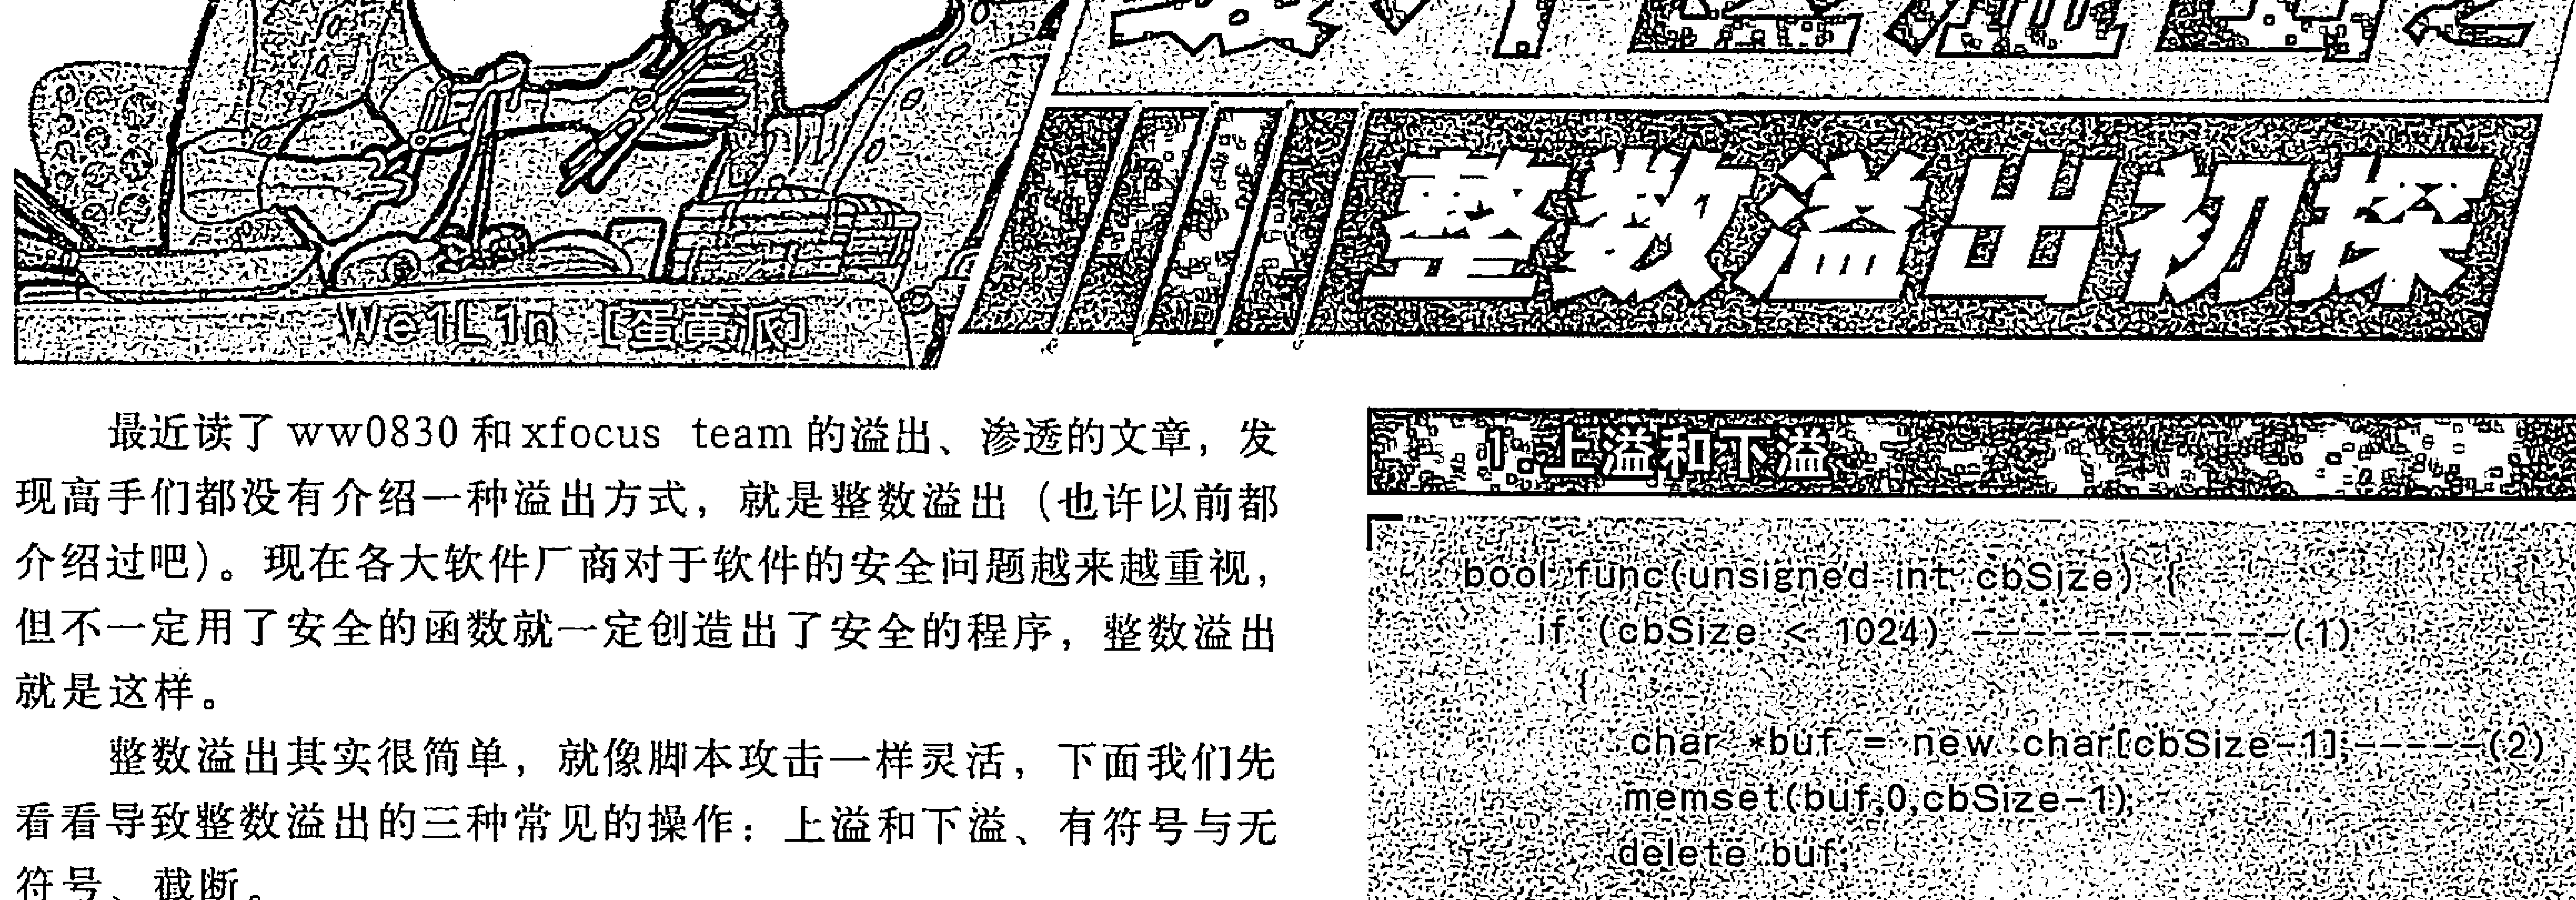 整数溢出初探
We1L1n [蛋黄派]
最近读了ww0830和xfocus team的溢出、渗透的文章，发
现高手们都没有介绍一种溢出方式，就是整数溢出（也许以前都
介绍过吧）。现在各大软件厂商对于软件的安全问题越来越重视，
但不一定用了安全的函数就一定创造出了安全的程序，整数溢出
就是这样。
整数溢出其实很简单，就像脚本攻击一样灵活，下面我们先
看看导致整数溢出的三种常见的操作：上溢和下溢、有符号与无
符号、截断。
1.上溢和下溢
bool func(unsigned int cbSize) {
if (cbSize < 1024) ------------(1)
{
char *buf = new char[cbSize-1];-----(2)
memset(buf,0,cbSize-1);
delete buf;